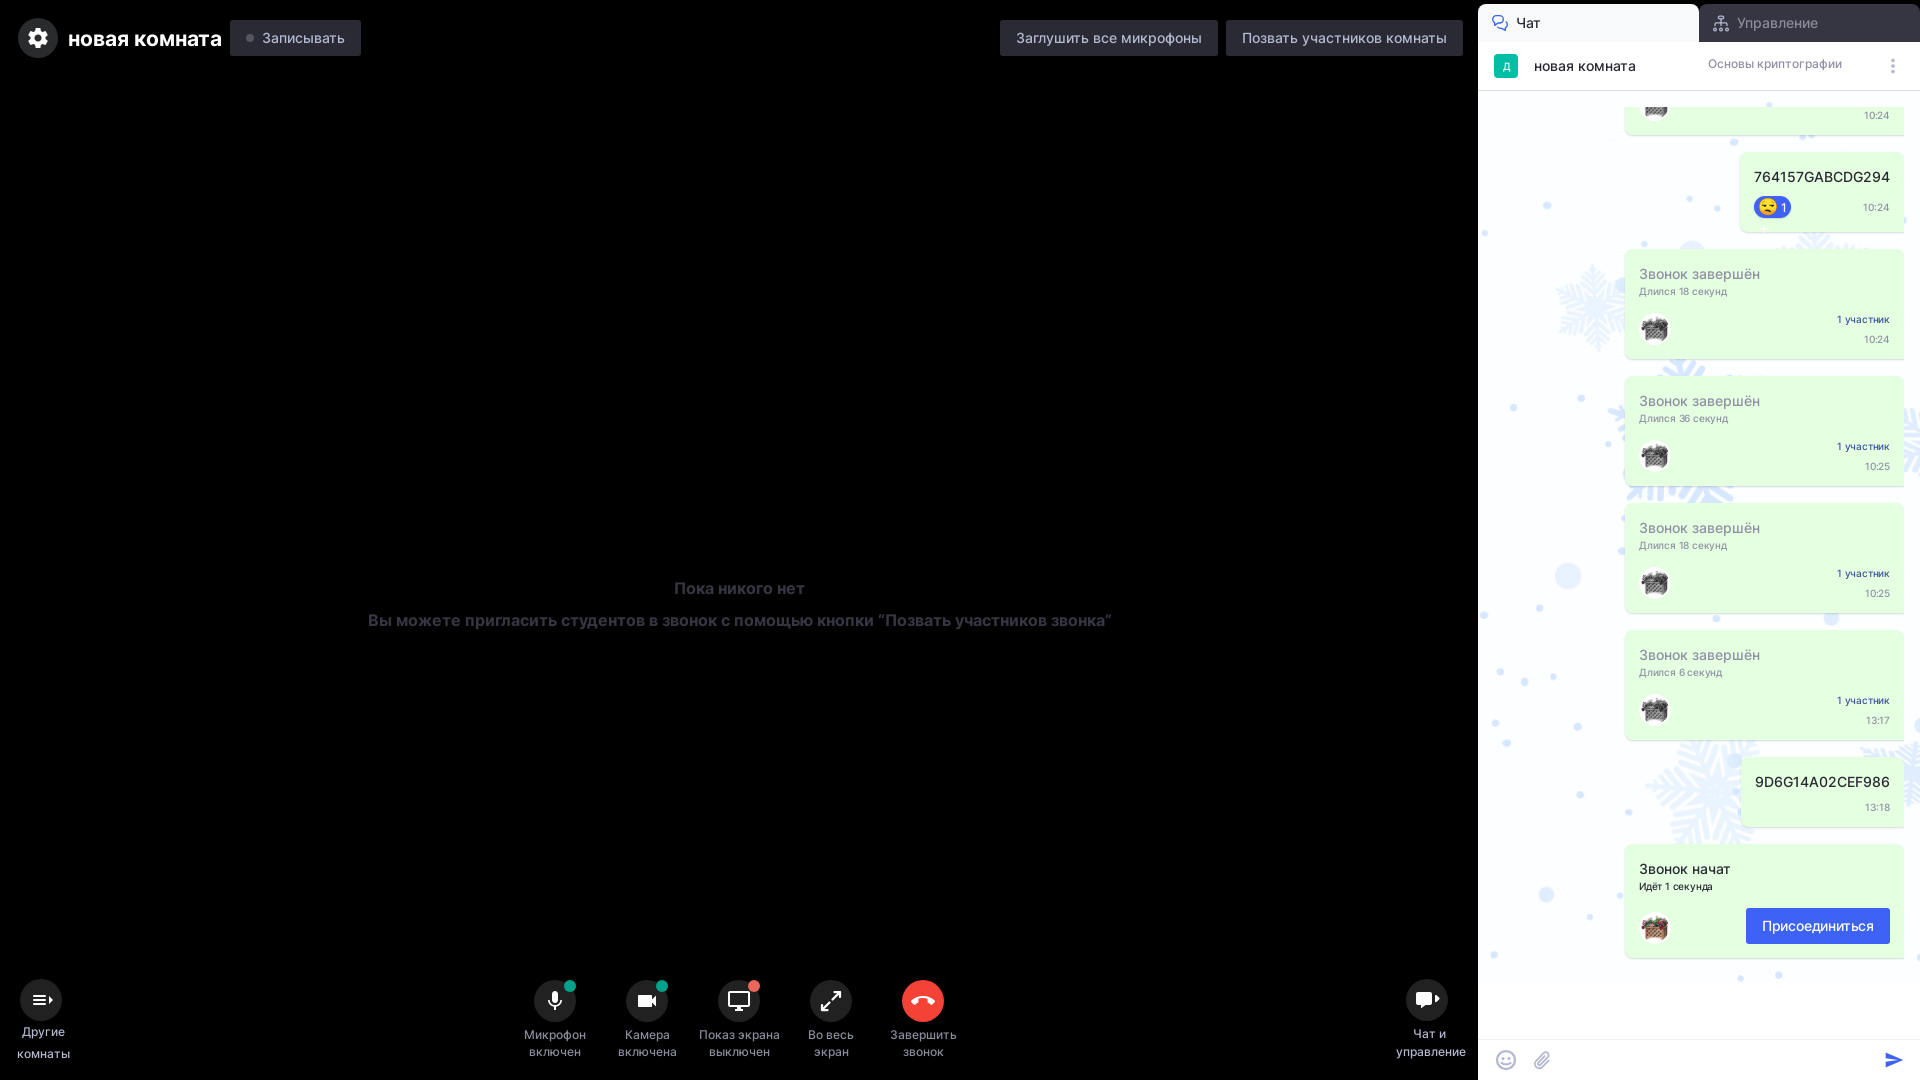 новая комната
Записывать
Заглушить все микрофоны
Позвать участников комнаты
Пока никого нет
Вы можете пригласить студентов в звонок с помощью кнопки “Позвать участников звонка”
Другие
комнаты
Микрофон
включен
Камера
включена
Показ экрана
выключен
Во весь
экран
Завершить
звонок
Чат и
управление
Чат
Управление
Д
новая комната
Основы криптографии
10:24
764157GABCDG294
1
10:24
Звонок завершён
Длился 18 секунд
1 участник
10:24
Звонок завершён
Длился 36 секунд
1 участник
10:25
Звонок завершён
Длился 18 секунд
1 участник
10:25
Звонок завершён
Длился 6 секунд
1 участник
13:17
9D6G14A02CEF986
13:18
Звонок начат
Идёт 1 секунда
Присоединиться